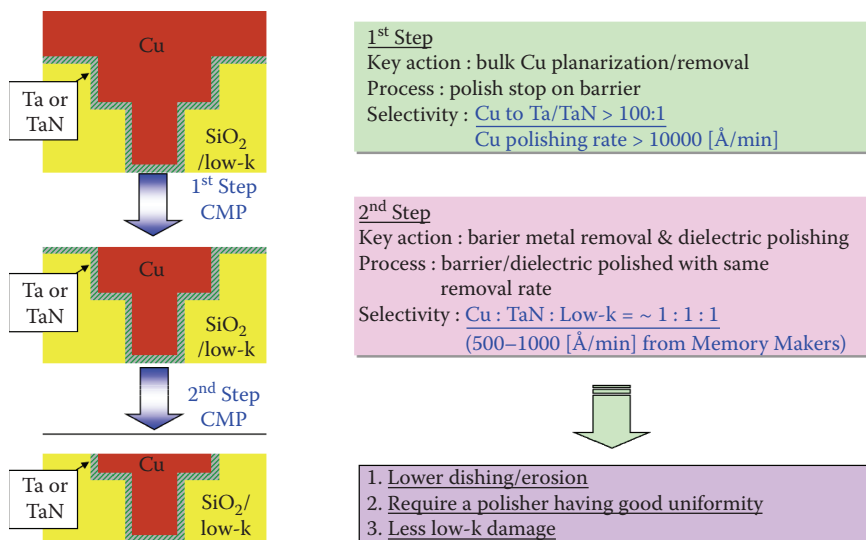 Cu
Ta or
TaN
SiO₂
/low-k
1st Step
CMP
Cu
Ta or
TaN
SiO₂
/low-k
2nd Step
CMP
Cu
Ta or
TaN
SiO₂/
low-k
1st Step
Key action : bulk Cu planarization/removal
Process : polish stop on barrier
Selectivity : Cu to Ta/TaN > 100:1
Cu polishing rate > 10000 [Å/min]
2nd Step
Key action : barier metal removal & dielectric polishing
Process : barrier/dielectric polished with same
removal rate
Selectivity : Cu : TaN : Low-k = ~ 1 : 1 : 1
(500–1000 [Å/min] from Memory Makers)
1. Lower dishing/erosion
2. Require a polisher having good uniformity
3. Less low-k damage